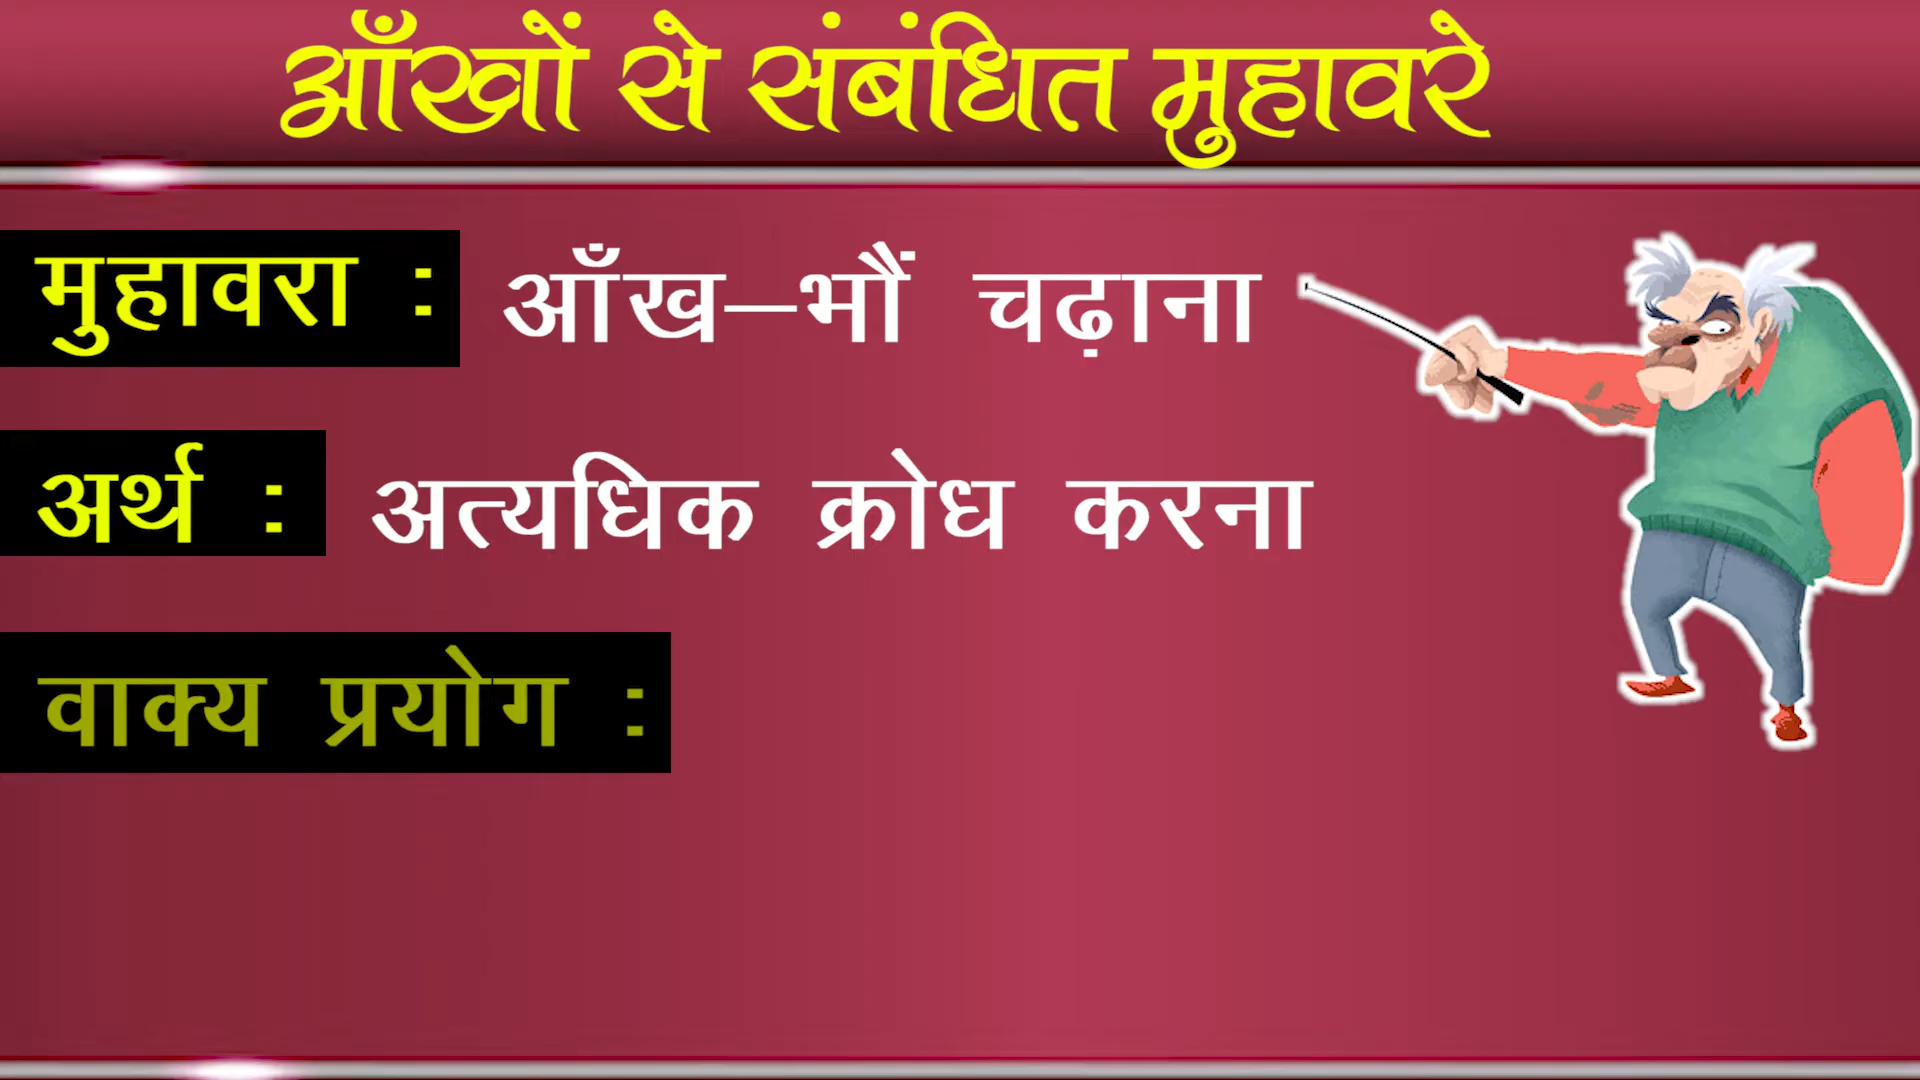 आँखों से संबंधित मुहावरे
मुहावरा : आँख–भौं चढ़ाना
अर्थ : अत्यधिक क्रोध करना
वाक्य प्रयोग :